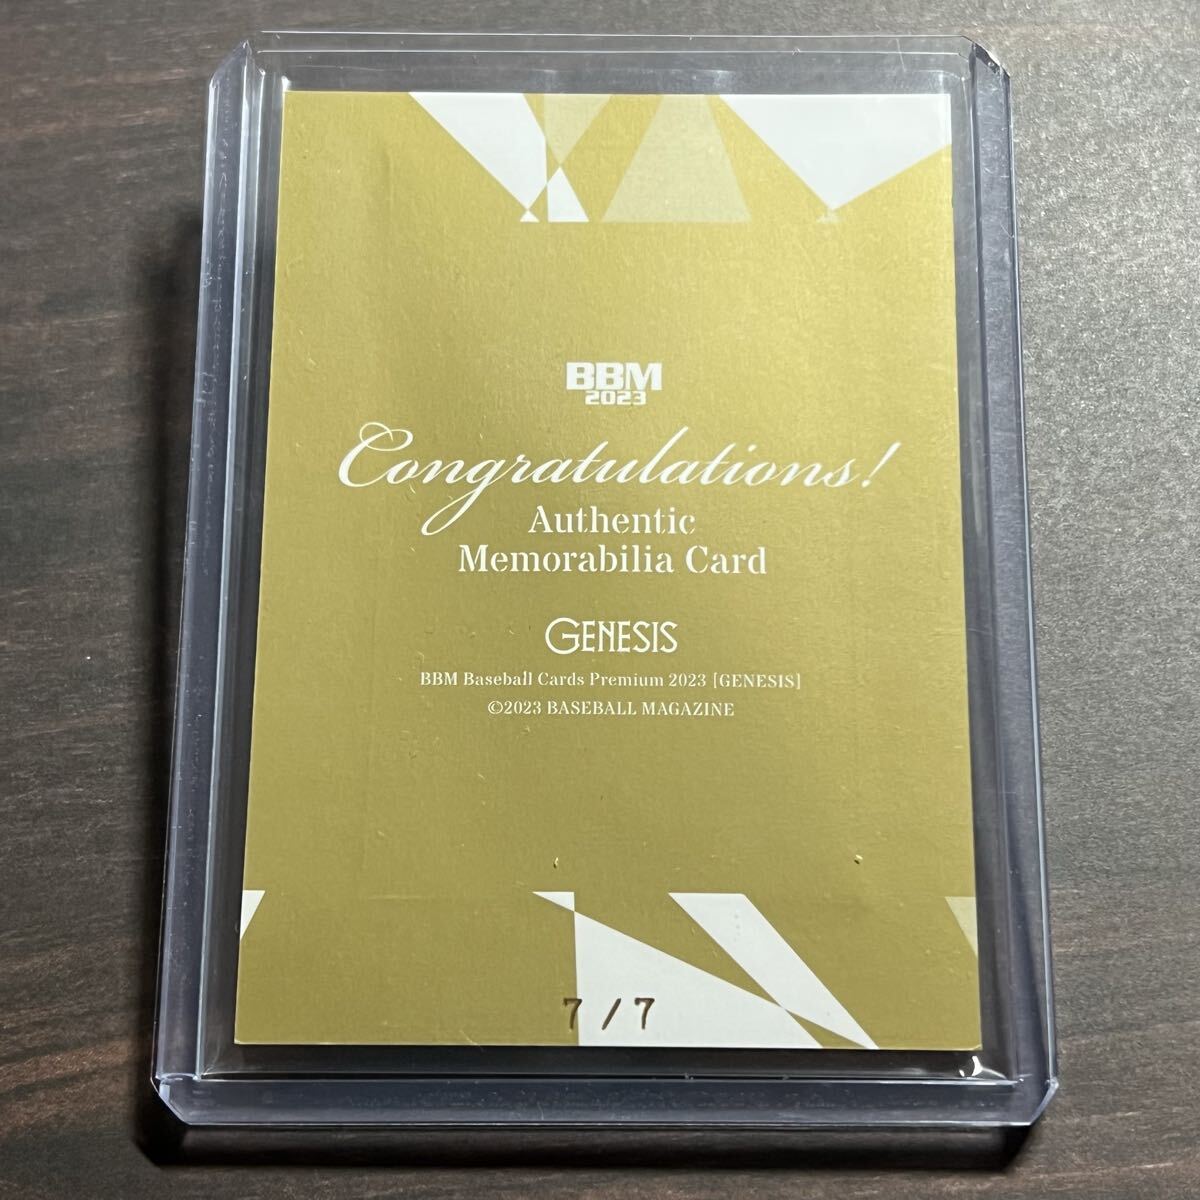 BBM
2023
Congratulations!
Authentic
Memorabilia Card
GENESIS
BBM Baseball Cards Premium 2023 [GENESIS]
©2023 BASEBALL MAGAZINE
7/7